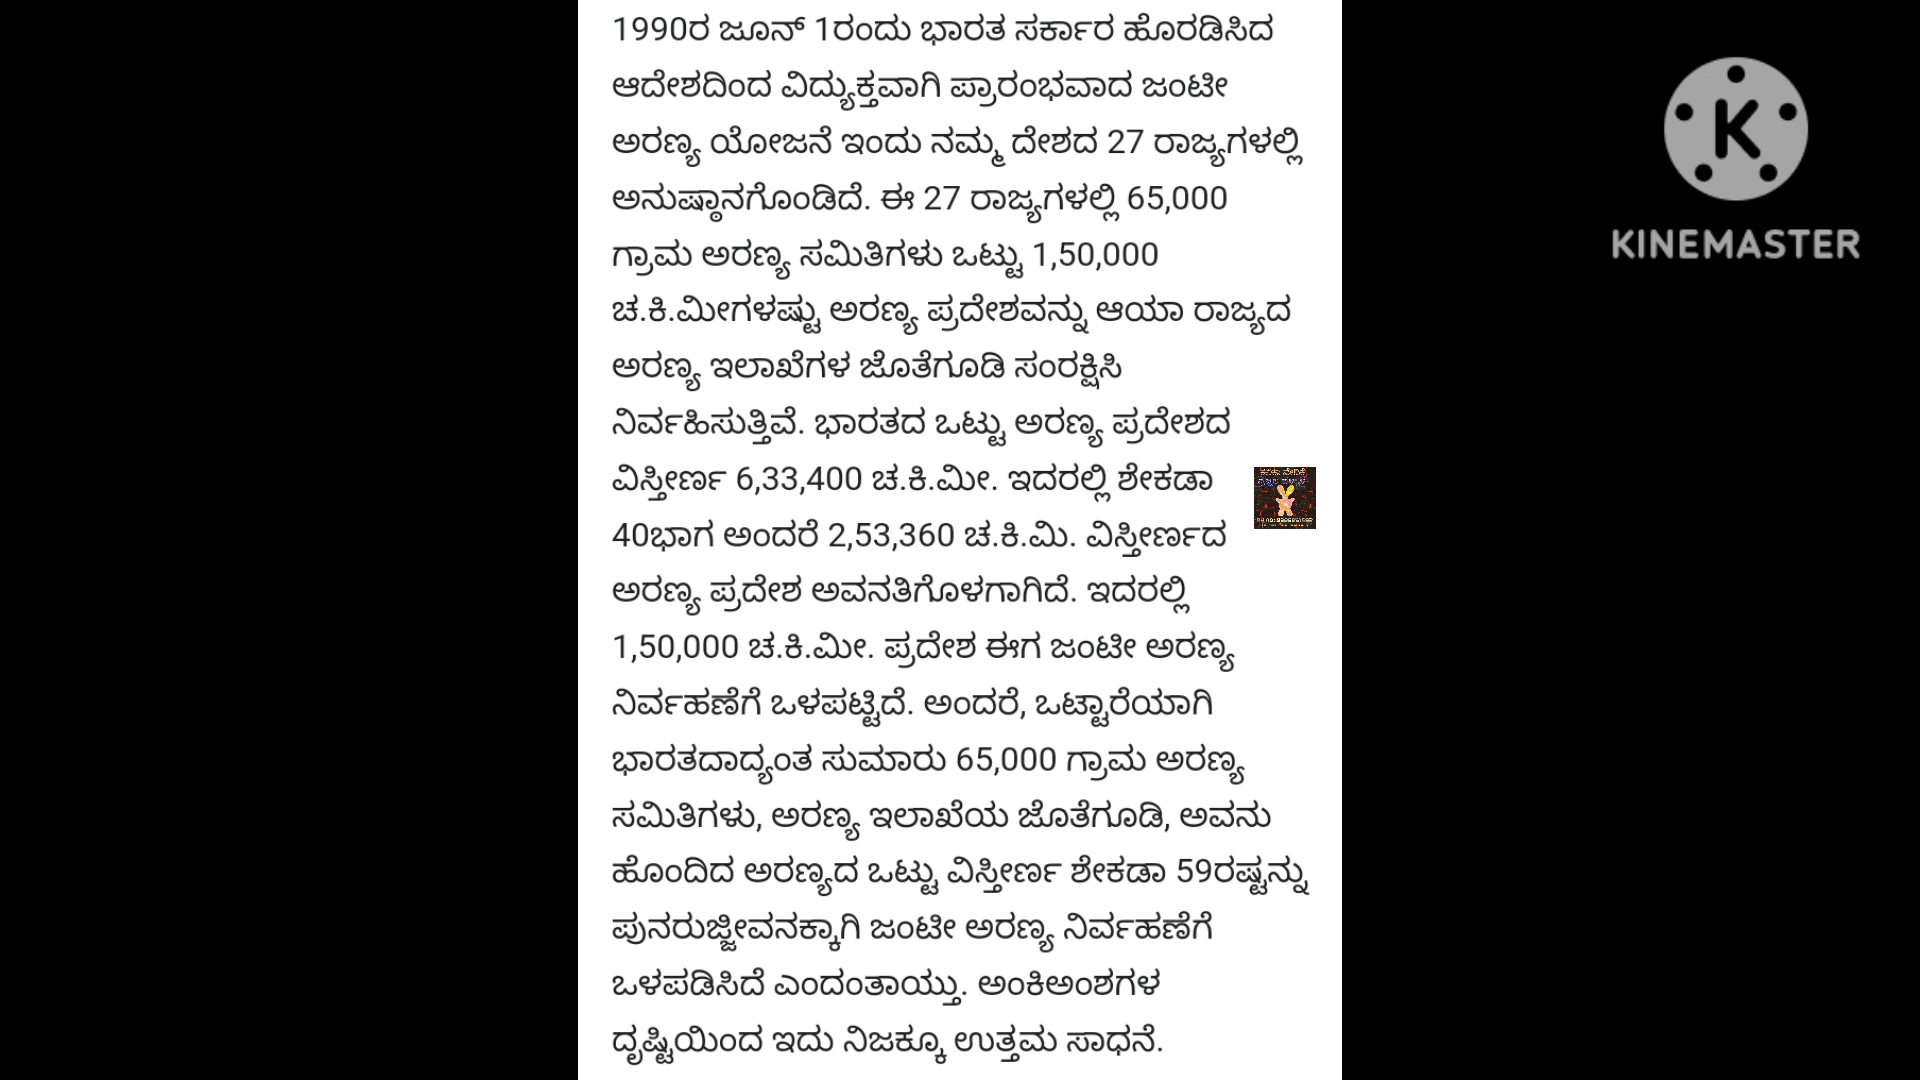 1990ರ ಜೂನ್ 1ರಂದು ಭಾರತ ಸರ್ಕಾರ ಹೊರಡಿಸಿದ
ಆದೇಶದಿಂದ ವಿದ್ಯುಕ್ತವಾಗಿ ಪ್ರಾರಂಭವಾದ ಜಂಟೀ
ಅರಣ್ಯ ಯೋಜನೆ ಇಂದು ನಮ್ಮ ದೇಶದ 27 ರಾಜ್ಯಗಳಲ್ಲಿ
ಅನುಷ್ಠಾನಗೊಂಡಿದೆ. ಈ 27 ರಾಜ್ಯಗಳಲ್ಲಿ 65,000
ಗ್ರಾಮ ಅರಣ್ಯ ಸಮಿತಿಗಳು ಒಟ್ಟು 1,50,000
ಚ.ಕಿ.ಮೀಗಳಷ್ಟು ಅರಣ್ಯ ಪ್ರದೇಶವನ್ನು ಆಯಾ ರಾಜ್ಯದ
ಅರಣ್ಯ ಇಲಾಖೆಗಳ ಜೊತೆಗೂಡಿ ಸಂರಕ್ಷಿಸಿ
ನಿರ್ವಹಿಸುತ್ತಿವೆ. ಭಾರತದ ಒಟ್ಟು ಅರಣ್ಯ ಪ್ರದೇಶದ
ವಿಸ್ತೀರ್ಣ 6,33,400 ಚ.ಕಿ.ಮೀ. ಇದರಲ್ಲಿ ಶೇಕಡಾ
40ಭಾಗ ಅಂದರೆ 2,53,360 ಚ.ಕಿ.ಮಿ. ವಿಸ್ತೀರ್ಣದ
ಅರಣ್ಯ ಪ್ರದೇಶ ಅವನತಿಗೊಳಗಾಗಿದೆ. ಇದರಲ್ಲಿ
1,50,000 ಚ.ಕಿ.ಮೀ. ಪ್ರದೇಶ ಈಗ ಜಂಟೀ ಅರಣ್ಯ
ನಿರ್ವಹಣೆಗೆ ಒಳಪಟ್ಟಿದೆ. ಅಂದರೆ, ಒಟ್ಟಾರೆಯಾಗಿ
ಭಾರತದಾದ್ಯಂತ ಸುಮಾರು 65,000 ಗ್ರಾಮ ಅರಣ್ಯ
ಸಮಿತಿಗಳು, ಅರಣ್ಯ ಇಲಾಖೆಯ ಜೊತೆಗೂಡಿ, ಅವನು
ಹೊಂದಿದ ಅರಣ್ಯದ ಒಟ್ಟು ವಿಸ್ತೀರ್ಣ ಶೇಕಡಾ 59ರಷ್ಟನ್ನು
ಪುನರುಜ್ಜೀವನಕ್ಕಾಗಿ ಜಂಟೀ ಅರಣ್ಯ ನಿರ್ವಹಣೆಗೆ
ಒಳಪಡಿಸಿದೆ ಎಂದಂತಾಯ್ತು. ಅಂಕಿಅಂಶಗಳ
ದೃಷ್ಟಿಯಿಂದ ಇದು ನಿಜಕ್ಕೂ ಉತ್ತಮ ಸಾಧನೆ.
KINEMASTER